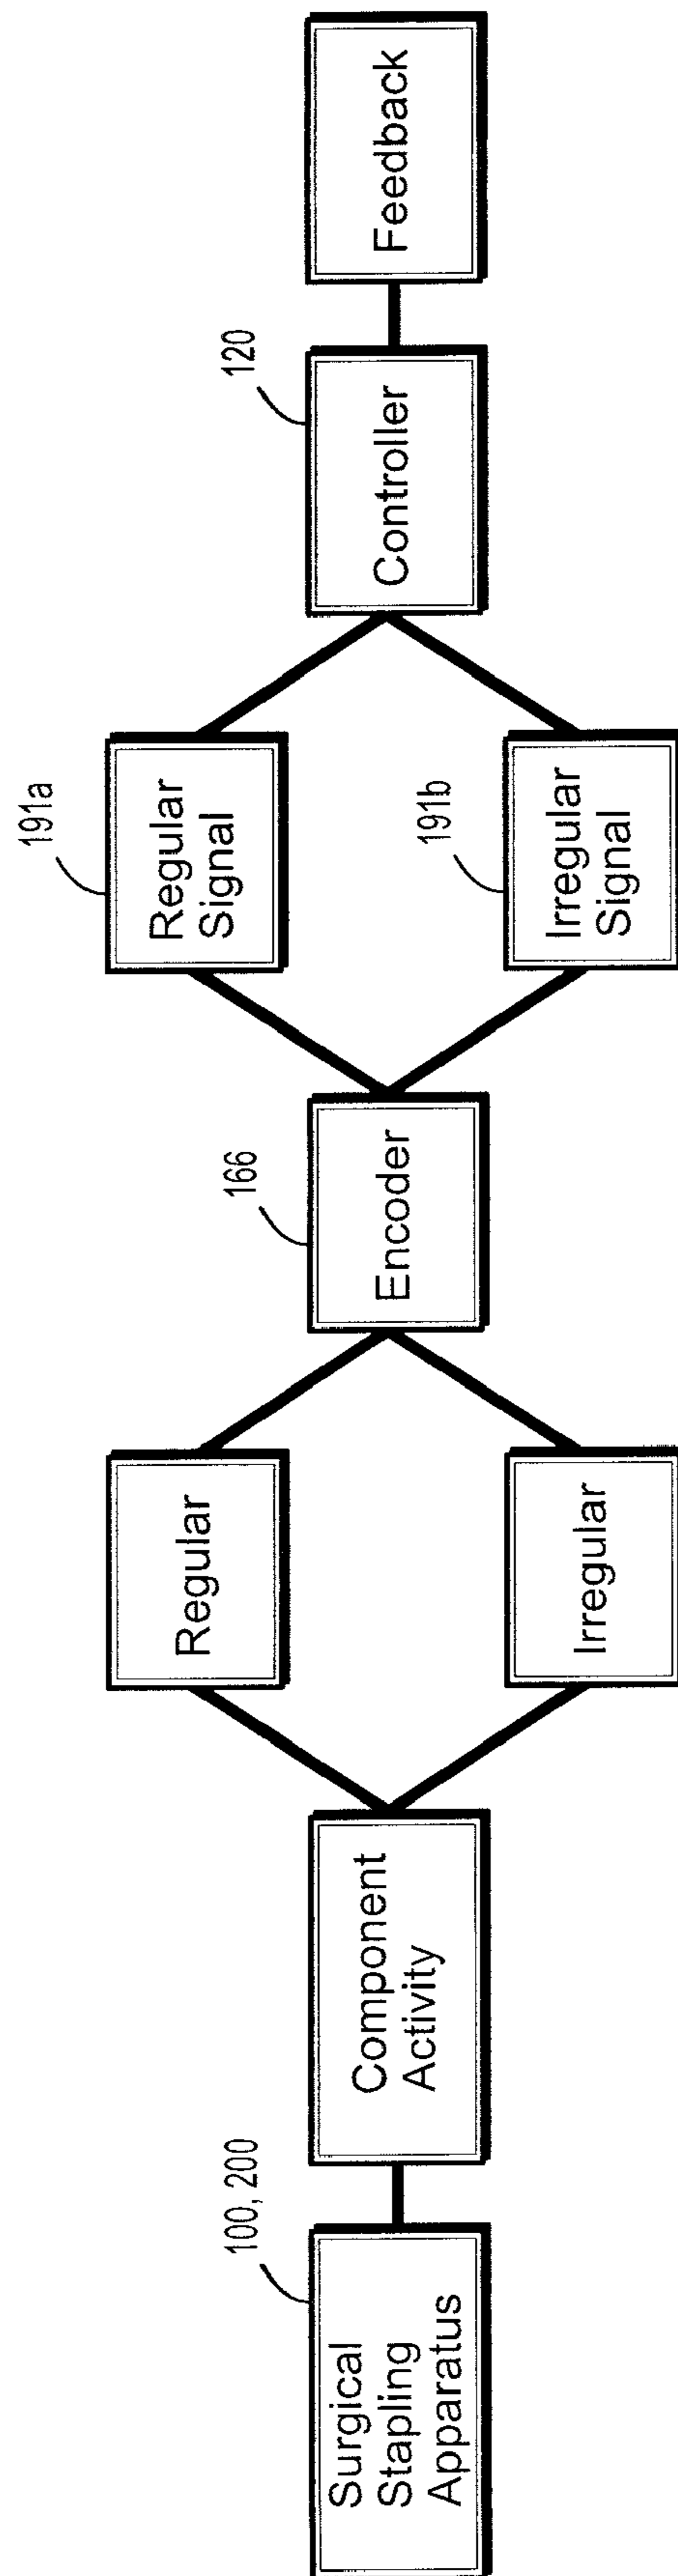 100, 200
Surgical
Stapling
Apparatus
Component
Activity
Regular
Irregular
166
Encoder
191a
Regular
Signal
191b
Irregular
Signal
120
Controller
Feedback